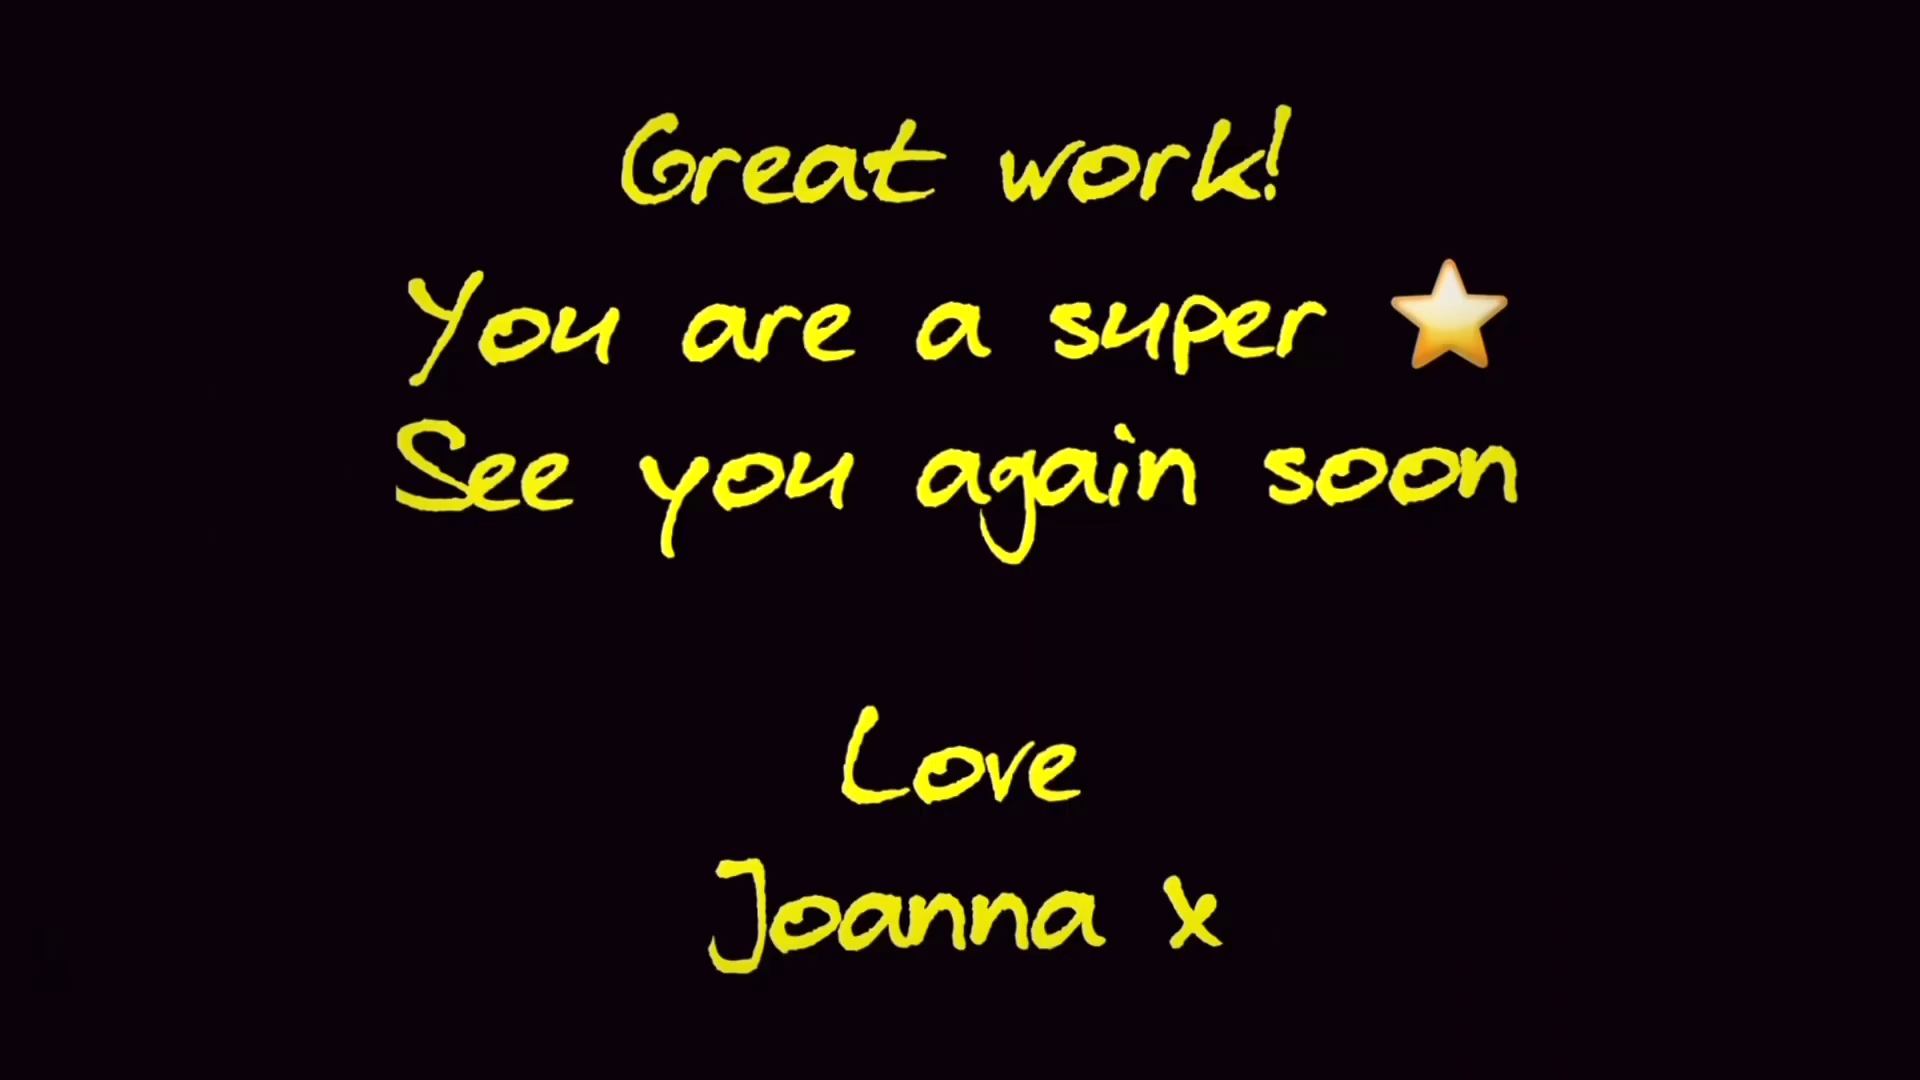 Great work!
You are a super ⭐
See you again soon
Love
Joanna x